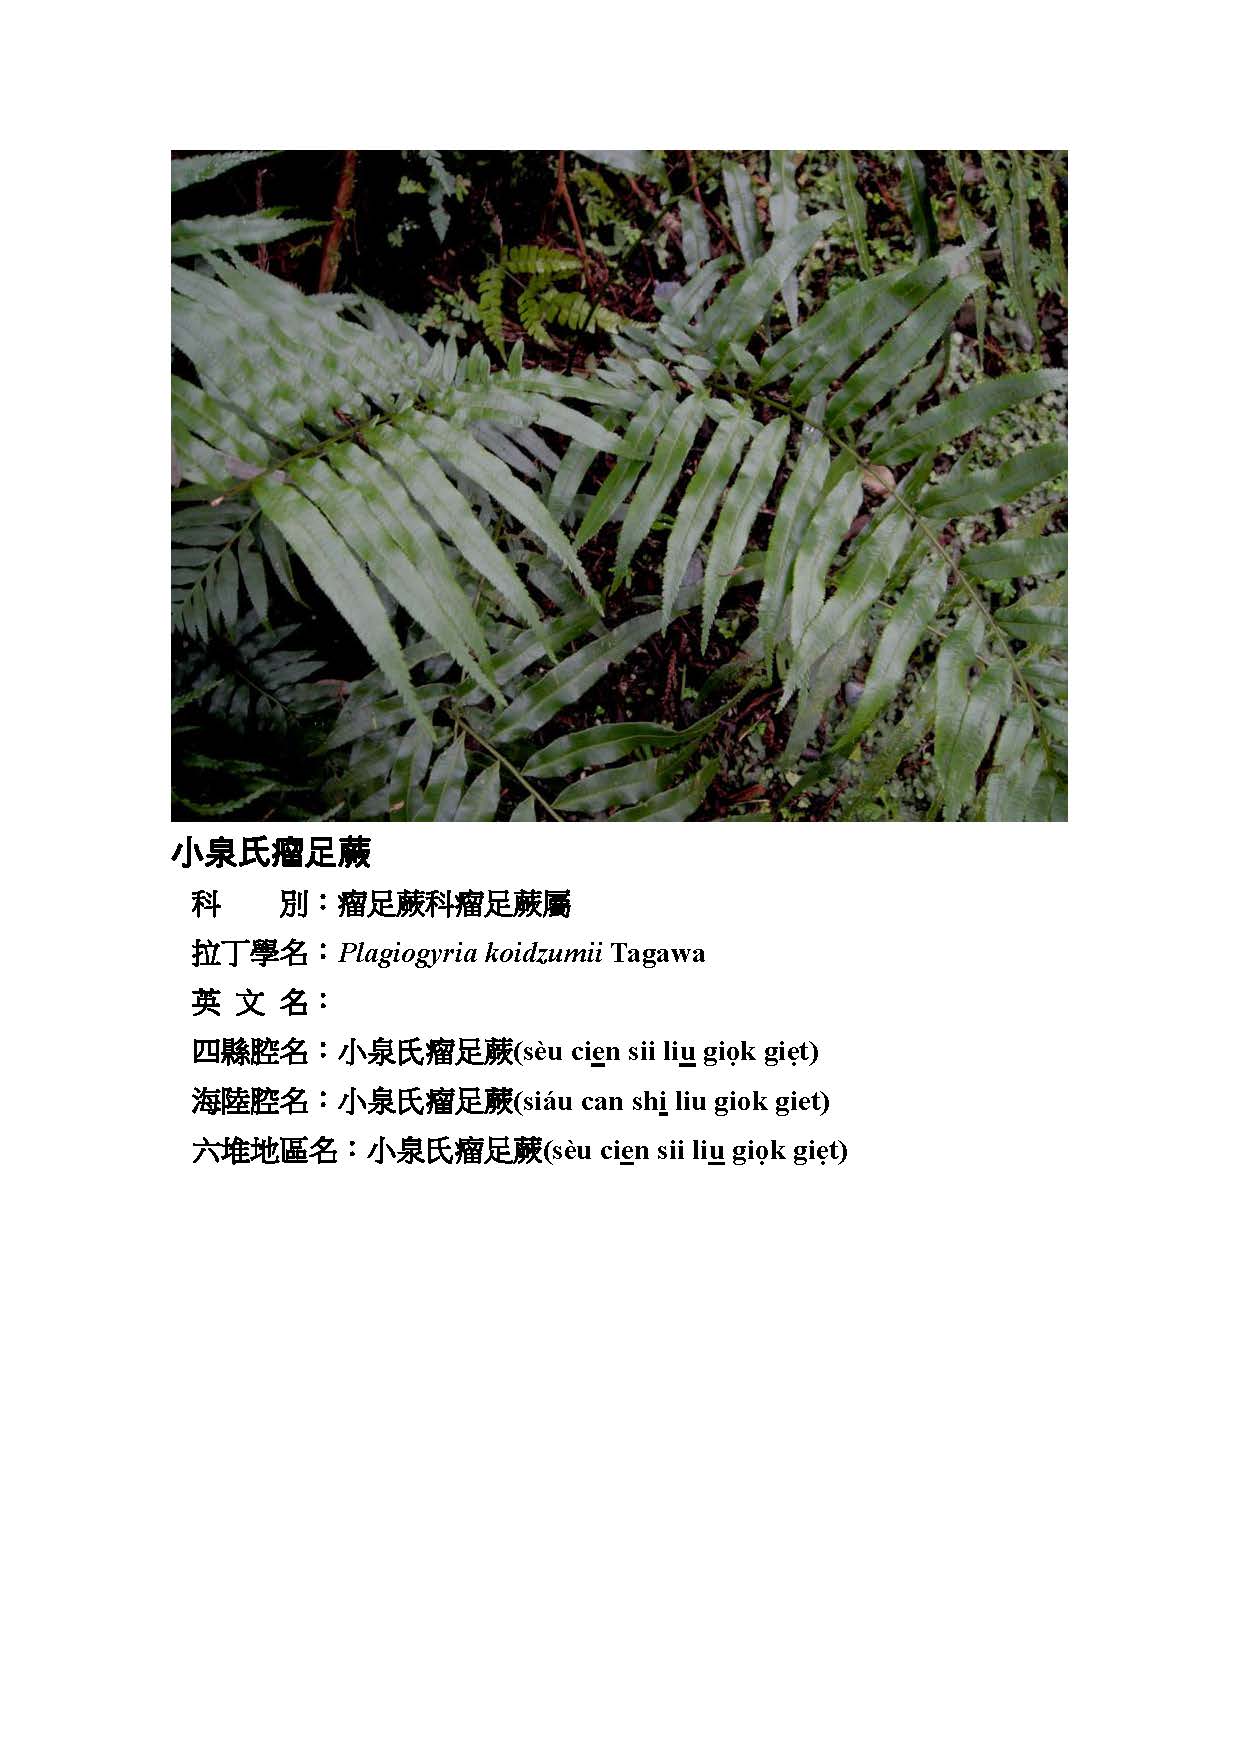 小泉氏瘤足蕨
科　　別：瘤足蕨科瘤足蕨屬
拉丁學名：Plagiogyria koidzumii Tagawa
英 文 名：
四縣腔名：小泉氏瘤足蕨(sèu cien sii liu giọk giẹt)
海陸腔名：小泉氏瘤足蕨(siáu can shi liu giok giet)
六堆地區名：小泉氏瘤足蕨(sèu cien sii liu giọk giẹt)